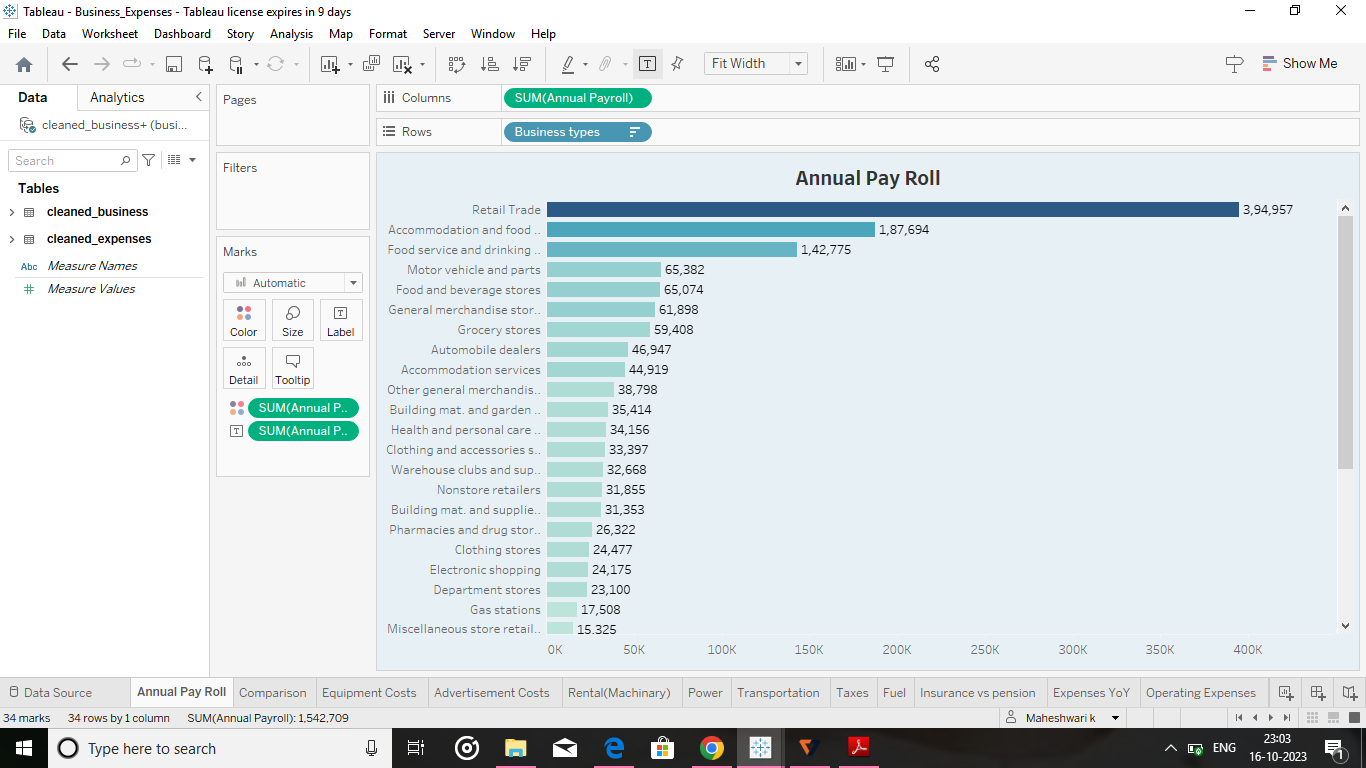 Tableau - Business_Expenses - Tableau license expires in 9 days
File Data Worksheet Dashboard Story Analysis Map Format Server Window Help
Fit Width
Show Me
Data Analytics
cleaned_business+ (busi...
Search
Tables
cleaned_business
cleaned_expenses
Abc Measure Names
# Measure Values
Pages
Filters
Marks
Automatic
Color Size Label
Detail Tooltip
SUM(Annual P..
SUM(Annual P..
Columns SUM(Annual Payroll)
Rows Business types
Annual Pay Roll
Retail Trade 3,94,957
Accommodation and food .. 1,87,694
Food service and drinking .. 1,42,775
Motor vehicle and parts 65,382
Food and beverage stores 65,074
General merchandise stor.. 61,898
Grocery stores 59,408
Automobile dealers 46,947
Accommodation services 44,919
Other general merchandis.. 38,798
Building mat. and garden .. 35,414
Health and personal care .. 34,156
Clothing and accessories s.. 33,397
Warehouse clubs and sup.. 32,668
Nonstore retailers 31,855
Building mat. and supplie.. 31,353
Pharmacies and drug stor.. 26,322
Clothing stores 24,477
Electronic shopping 24,175
Department stores 23,100
Gas stations 17,508
Miscellaneous store retail.. 15,325
0K 50K 100K 150K 200K 250K 300K 350K 400K
Data Source Annual Pay Roll Comparison Equipment Costs Advertisement Costs Rental(Machinary) Power Transportation Taxes Fuel Insurance vs pension Expenses YoY Operating Expenses
34 marks 34 rows by 1 column SUM(Annual Payroll): 1,542,709 Maheshwari k
Type here to search
ENG
23:03
16-10-2023
1